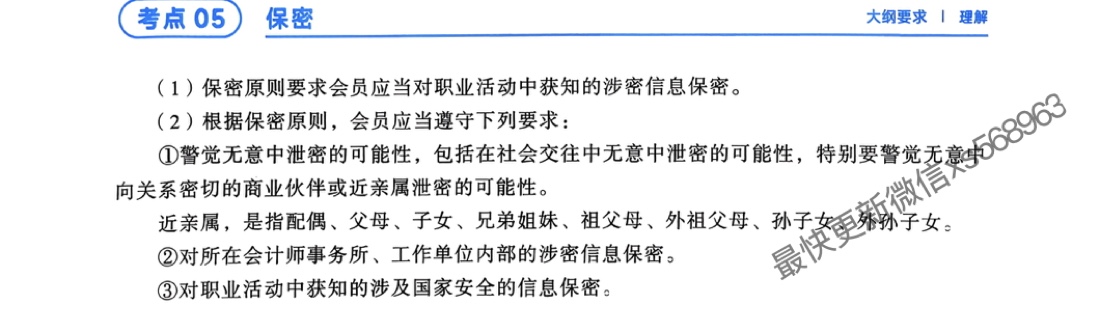 考点 05 保密 大纲要求 | 理解
（1）保密原则要求会员应当对职业活动中获知的涉密信息保密。
（2）根据保密原则，会员应当遵守下列要求：
①警觉无意中泄密的可能性，包括在社会交往中无意中泄密的可能性，特别要警觉无意中
向关系密切的商业伙伴或近亲属泄密的可能性。
近亲属，是指配偶、父母、子女、兄弟姐妹、祖父母、外祖父母、孙子女、外孙子女。
②对所在会计师事务所、工作单位内部的涉密信息保密。
③对职业活动中获知的涉及国家安全的信息保密。
最快更新微信xs568963